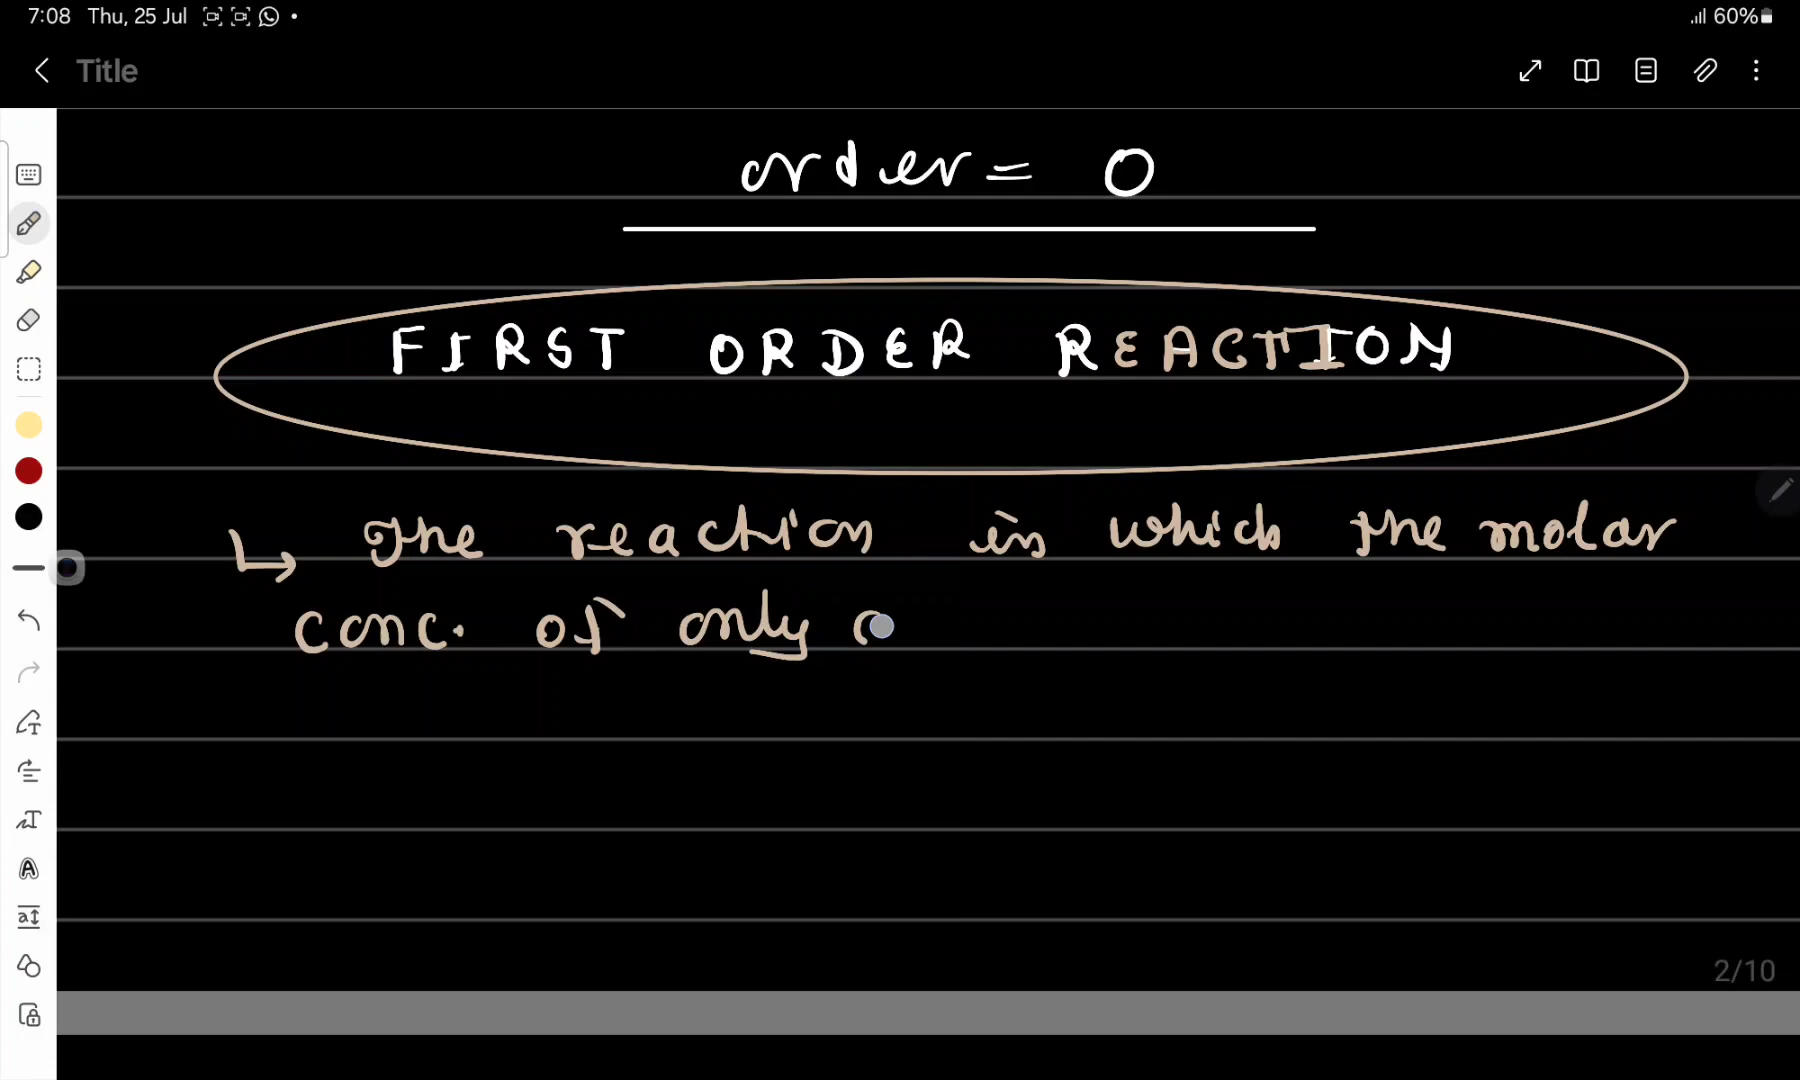 7:08 Thu, 25 Jul 60%
Title
order = 0
FIRST ORDER REACTION
↳ The reaction in which the molar
conc. of only
2/10